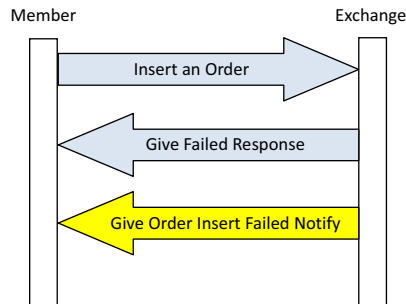 Member
Exchange
Insert an Order
Give Failed Response
Give Order Insert Failed Notify